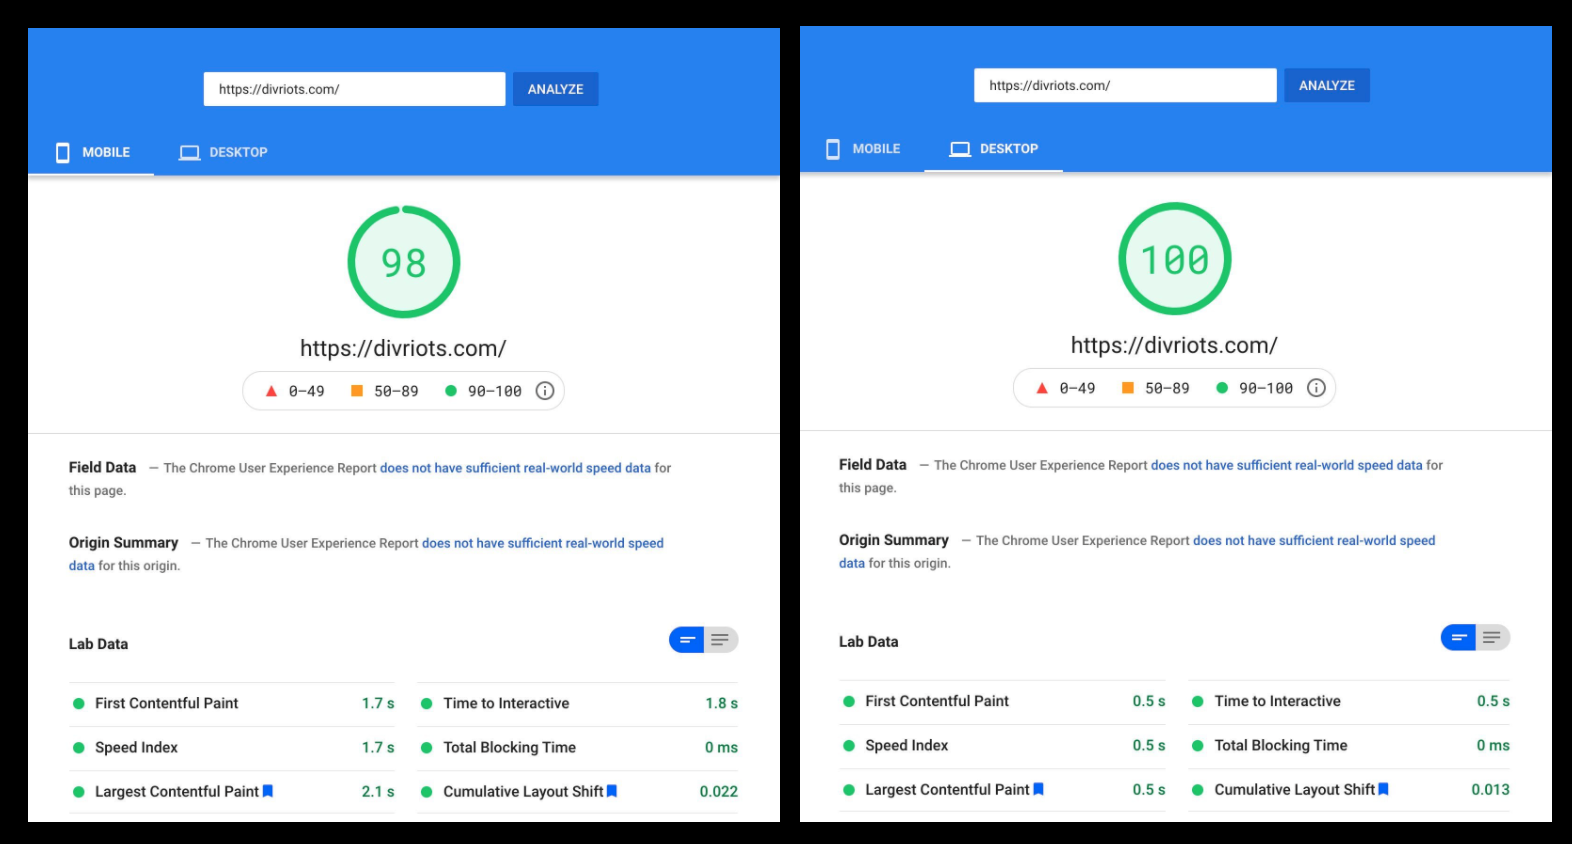 https://divriots.com/
ANALYZE
MOBILE
DESKTOP
98
https://divriots.com/
0–49
50–89
90–100
Field Data — The Chrome User Experience Report does not have sufficient real-world speed data for
this page.
Origin Summary — The Chrome User Experience Report does not have sufficient real-world speed
data for this origin.
Lab Data
First Contentful Paint 1.7 s
Time to Interactive 1.8 s
Speed Index 1.7 s
Total Blocking Time 0 ms
Largest Contentful Paint 2.1 s
Cumulative Layout Shift 0.022
https://divriots.com/
ANALYZE
MOBILE
DESKTOP
100
https://divriots.com/
0–49
50–89
90–100
Field Data — The Chrome User Experience Report does not have sufficient real-world speed data for
this page.
Origin Summary — The Chrome User Experience Report does not have sufficient real-world speed
data for this origin.
Lab Data
First Contentful Paint 0.5 s
Time to Interactive 0.5 s
Speed Index 0.5 s
Total Blocking Time 0 ms
Largest Contentful Paint 0.5 s
Cumulative Layout Shift 0.013